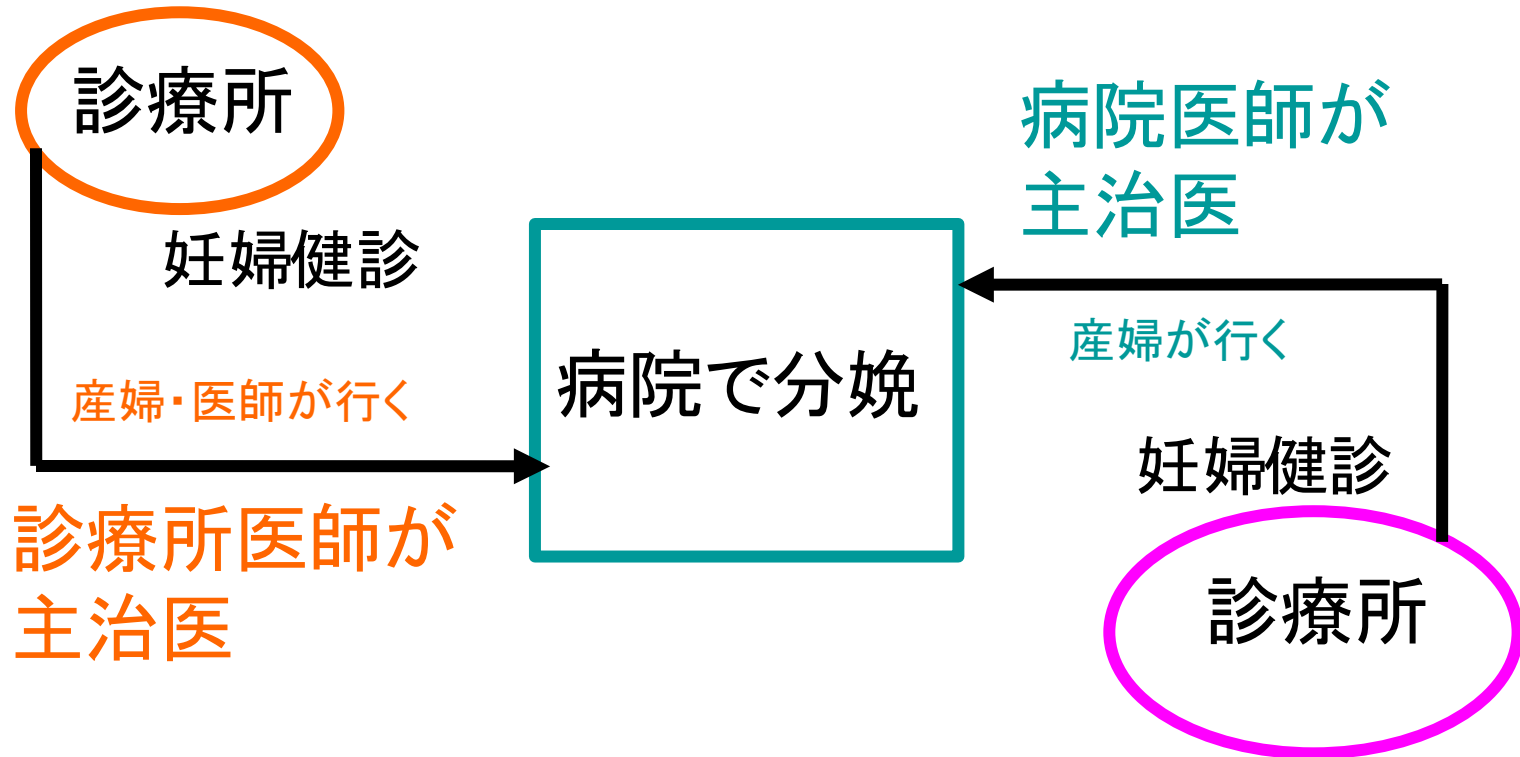 診療所
妊婦健診
産婦・医師が行く
診療所医師が
主治医
病院で分娩
病院医師が
主治医
産婦が行く
妊婦健診
診療所